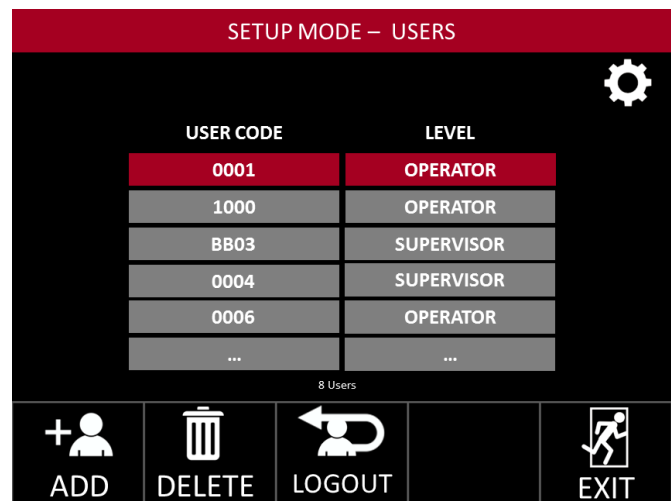 SETUP MODE – USERS
USER CODE LEVEL
0001 OPERATOR
1000 OPERATOR
BB03 SUPERVISOR
0004 SUPERVISOR
0006 OPERATOR
... ...
8 Users
ADD DELETE LOGOUT EXIT